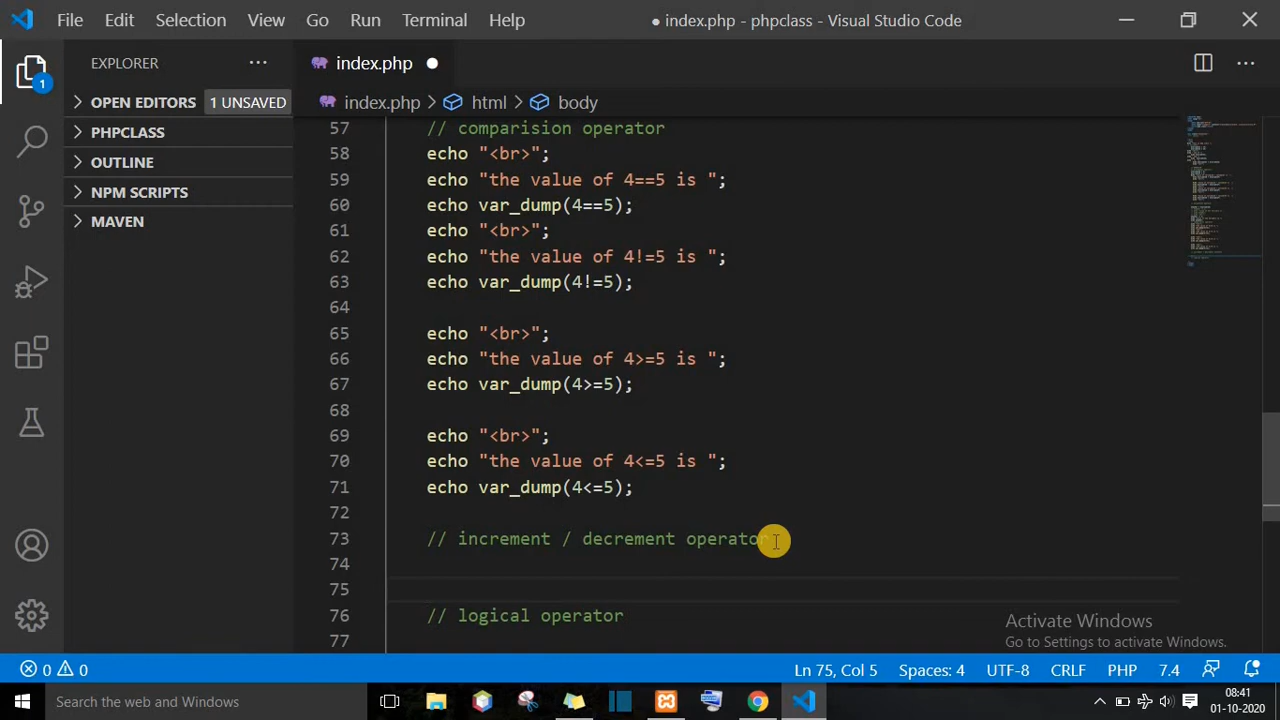 File Edit Selection View Go Run Terminal Help ● index.php - phpclass - Visual Studio Code
EXPLORER ···
index.php ●
1
OPEN EDITORS 1 UNSAVED
index.php > html > body
PHPCLASS
OUTLINE
NPM SCRIPTS
MAVEN
57 // comparision operator
58 echo "<br>";
59 echo "the value of 4==5 is ";
60 echo var_dump(4==5);
61 echo "<br>";
62 echo "the value of 4!=5 is ";
63 echo var_dump(4!=5);
64
65 echo "<br>";
66 echo "the value of 4>=5 is ";
67 echo var_dump(4>=5);
68
69 echo "<br>";
70 echo "the value of 4<=5 is ";
71 echo var_dump(4<=5);
72
73 // increment / decrement operator
74
75
76 // logical operator
77
Activate Windows
Go to Settings to activate Windows.
0 0 Ln 75, Col 5 Spaces: 4 UTF-8 CRLF PHP 7.4
Search the web and Windows
08:41
01-10-2020